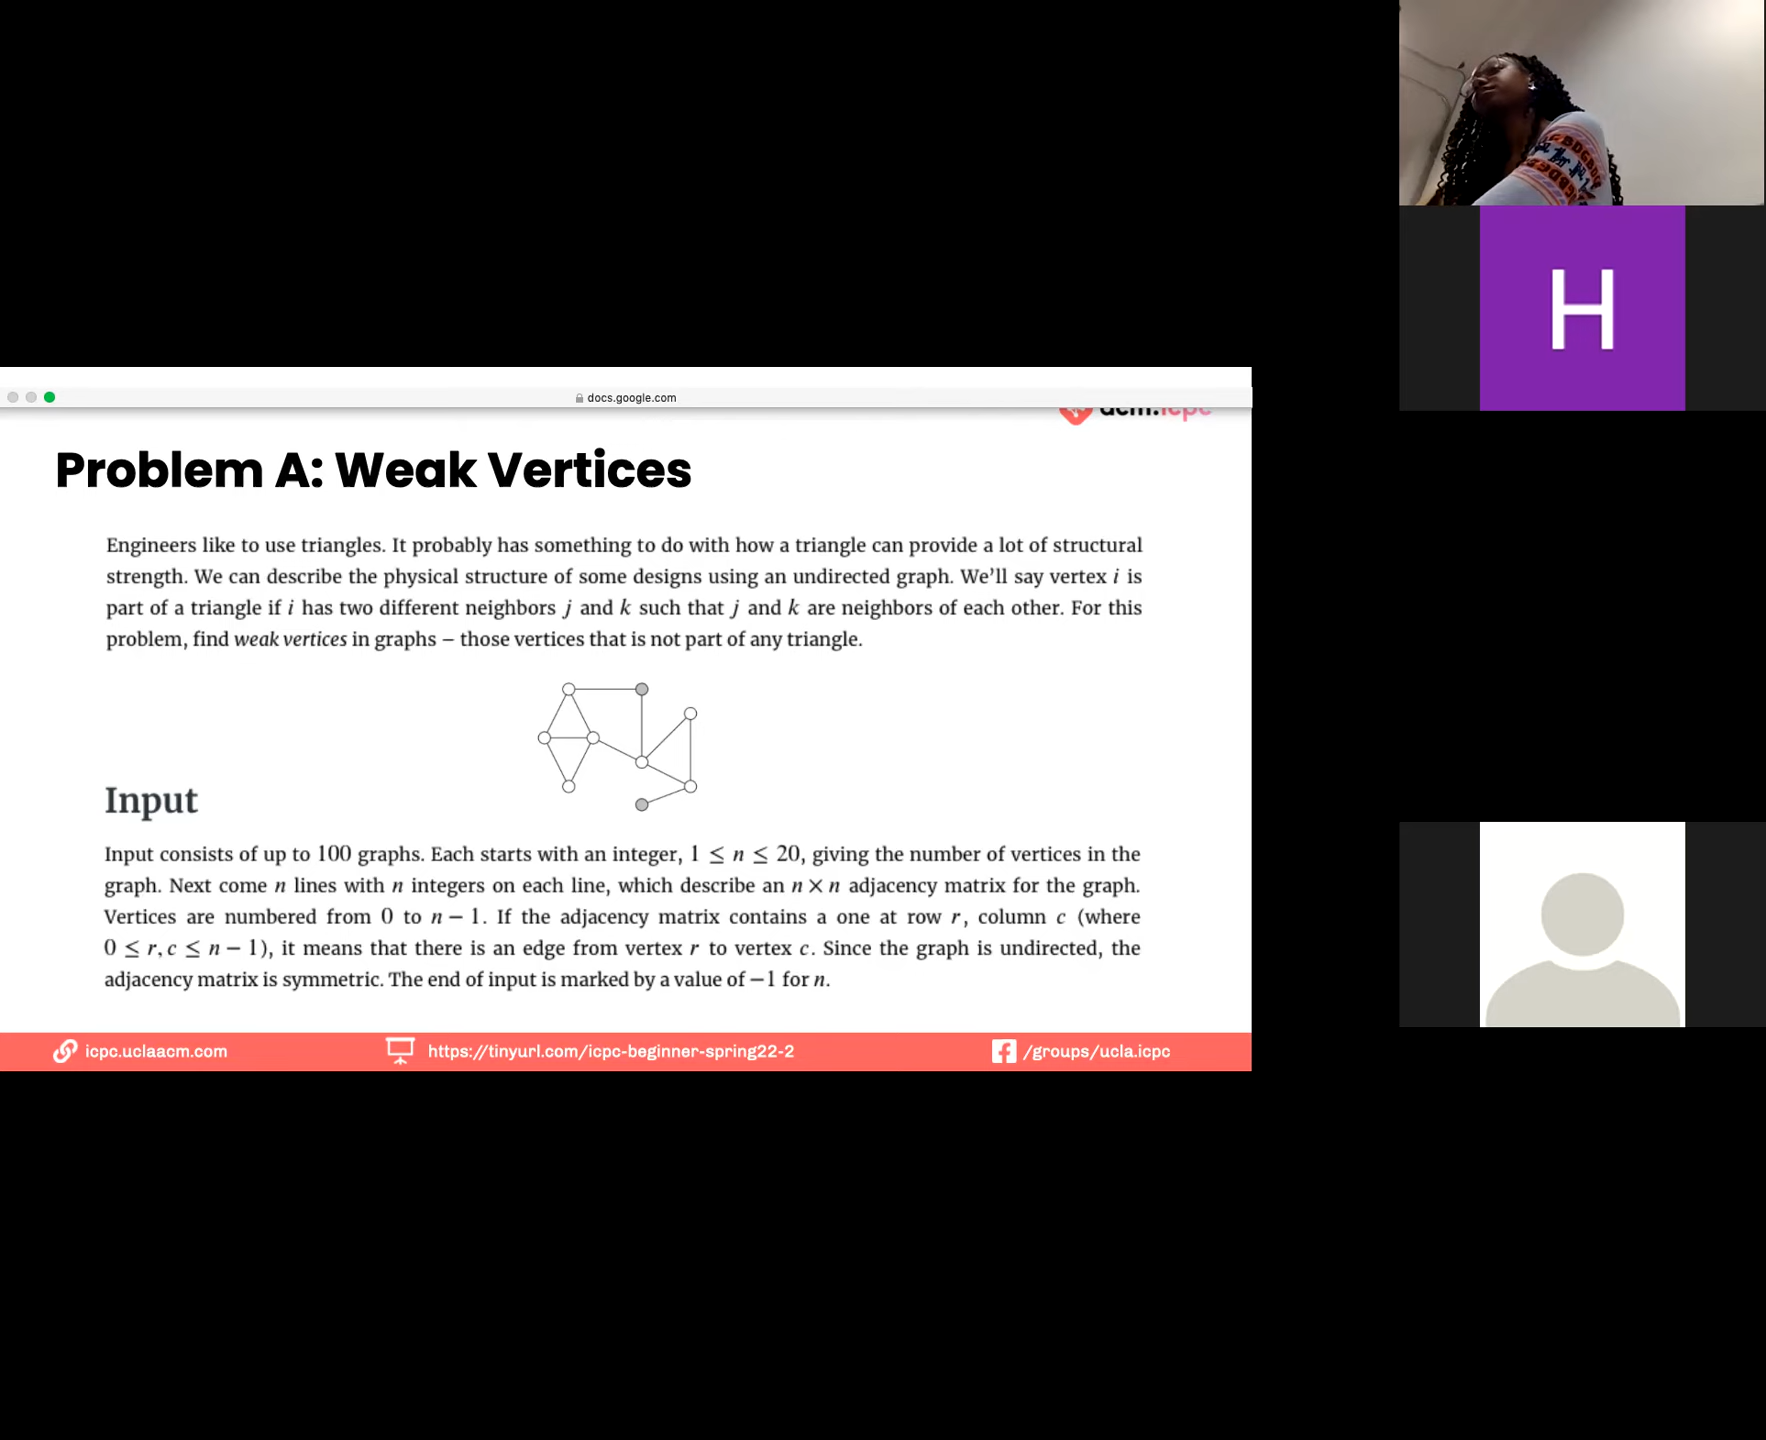 docs.google.com
acm.icpc
Problem A: Weak Vertices
Engineers like to use triangles. It probably has something to do with how a triangle can provide a lot of structural
strength. We can describe the physical structure of some designs using an undirected graph. We'll say vertex i is
part of a triangle if i has two different neighbors j and k such that j and k are neighbors of each other. For this
problem, find weak vertices in graphs – those vertices that is not part of any triangle.
Input
Input consists of up to 100 graphs. Each starts with an integer, 1 ≤ n ≤ 20, giving the number of vertices in the
graph. Next come n lines with n integers on each line, which describe an n × n adjacency matrix for the graph.
Vertices are numbered from 0 to n − 1. If the adjacency matrix contains a one at row r, column c (where
0 ≤ r, c ≤ n − 1), it means that there is an edge from vertex r to vertex c. Since the graph is undirected, the
adjacency matrix is symmetric. The end of input is marked by a value of −1 for n.
icpc.uclaacm.com
https://tinyurl.com/icpc-beginner-spring22-2
/groups/ucla.icpc
H